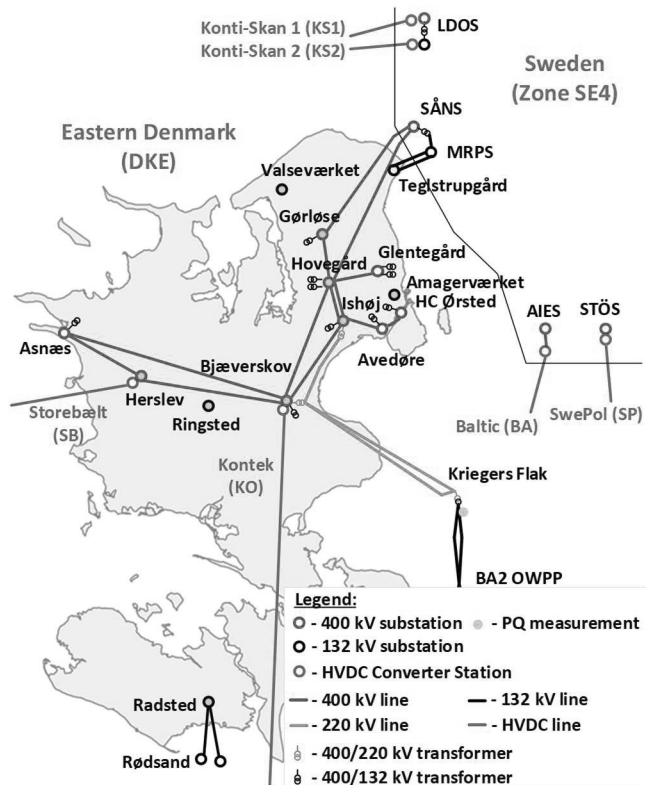 Konti-Skan 1 (KS1)
Konti-Skan 2 (KS2)
LDOS
Sweden
(Zone SE4)
Eastern Denmark
(DKE)
SÅNS
MRPS
Valseværket
Teglstrupgård
Gørløse
Glentegård
Hovegård
Amagerværket
HC Ørsted
Ishøj
AIES
STÖS
Asnæs
Avedøre
Bjæverskov
Herslev
Storebælt
(SB)
Ringsted
Baltic (BA)
SwePol (SP)
Kontek
(KO)
Kriegers Flak
BA2 OWPP
Legend:
- 400 kV substation
- PQ measurement
- 132 kV substation
- HVDC Converter Station
- 400 kV line
- 132 kV line
- 220 kV line
- HVDC line
- 400/220 kV transformer
- 400/132 kV transformer
Radsted
Rødsand